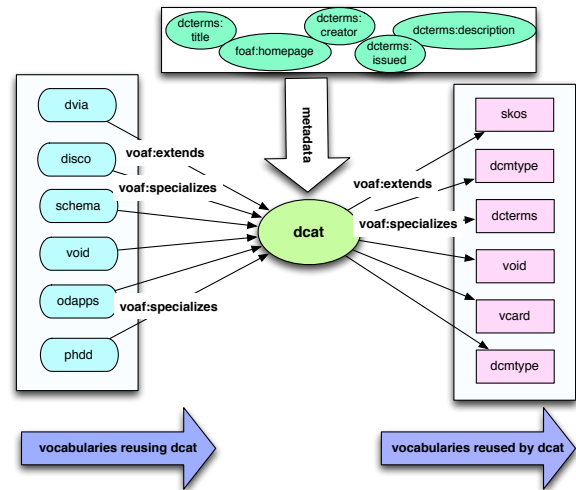 dcterms:
title
foaf:homepage
dcterms:
creator
dcterms:
issued
dcterms:description
metadata
dvia
disco
schema
void
odapps
phdd
voaf:extends
voaf:specializes
voaf:specializes
dcat
voaf:extends
voaf:specializes
skos
dcmtype
dcterms
void
vcard
dcmtype
vocabularies reusing dcat
vocabularies reused by dcat